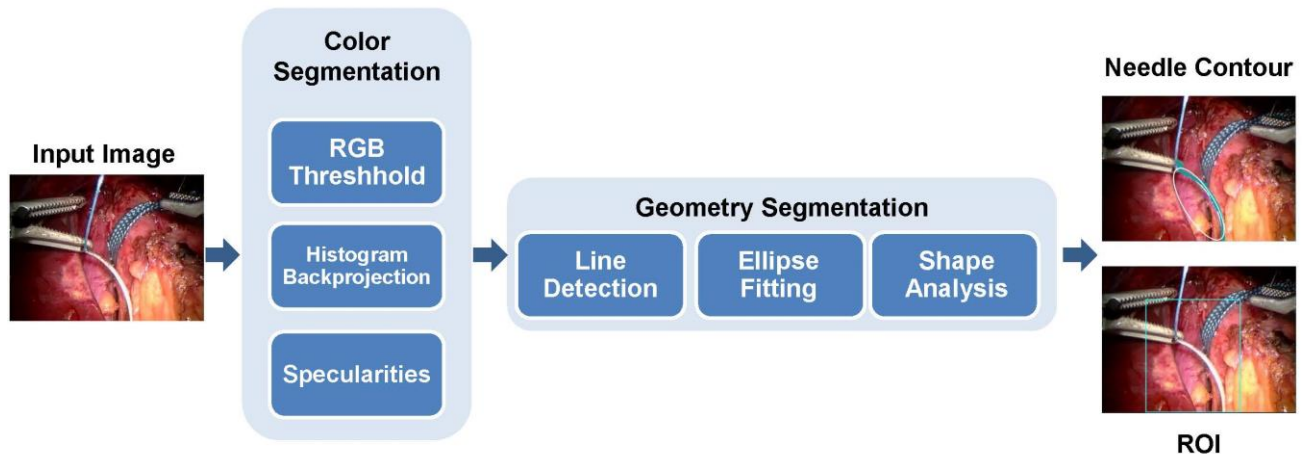 Input Image
Color
Segmentation
RGB
Threshhold
Histogram
Backprojection
Specularities
Geometry Segmentation
Line
Detection
Ellipse
Fitting
Shape
Analysis
Needle Contour
ROI